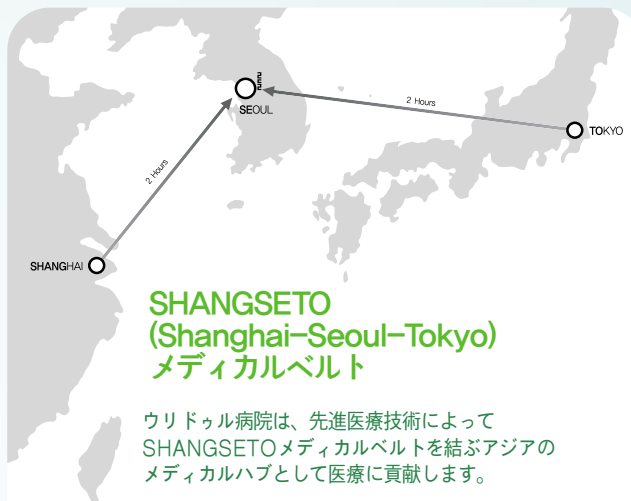 SEOUL
2 Hours
TOKYO
2 Hours
SHANGHAI
SHANGSETO
(Shanghai–Seoul–Tokyo)
メディカルベルト
ウリドゥル病院は、先進医療技術によって
SHANGSETOメディカルベルトを結ぶアジアの
メディカルハブとして医療に貢献します。